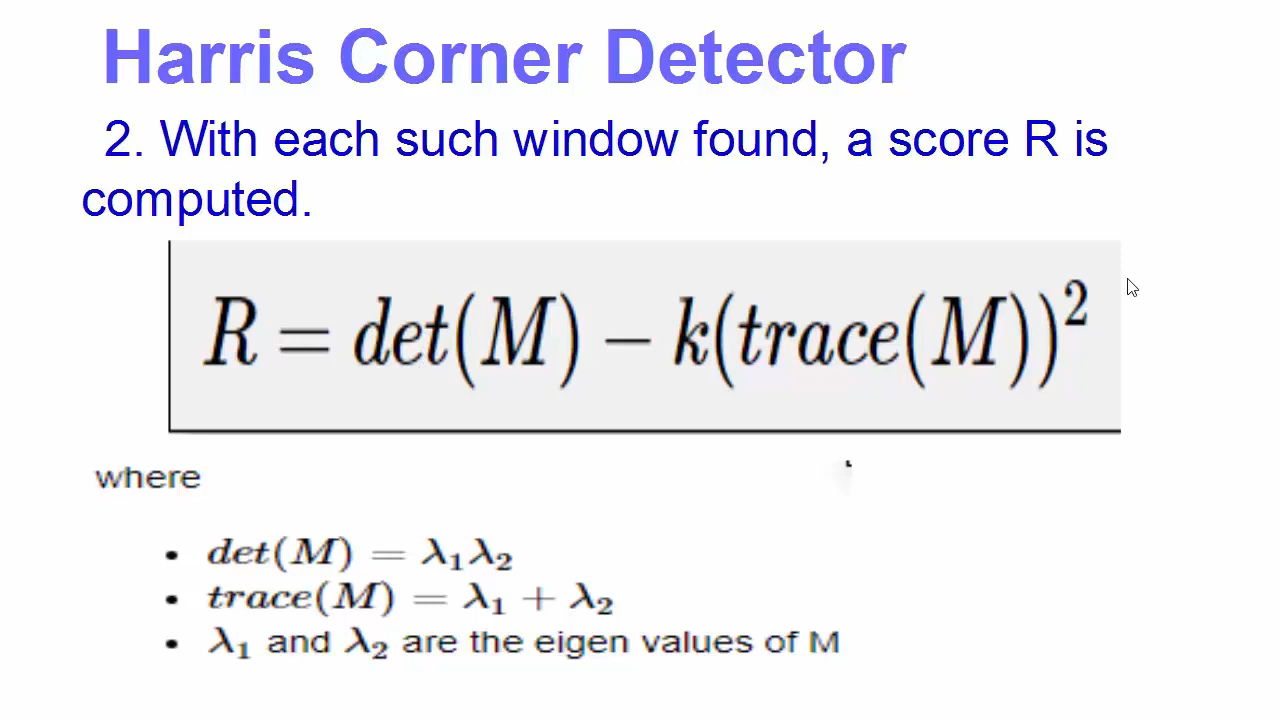 Harris Corner Detector
2. With each such window found, a score R is
computed.
R = det(M) − k(trace(M))²
where
• det(M) = λ₁λ₂
• trace(M) = λ₁ + λ₂
• λ₁ and λ₂ are the eigen values of M